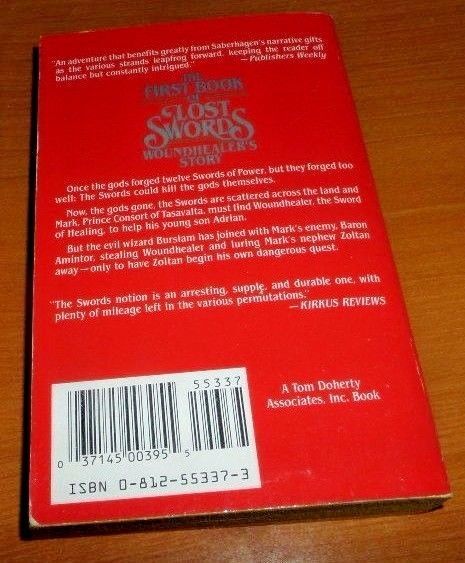 "An adventure that benefits greatly from Saberhagen's narrative gifts,
as the various strands leapfrog forward, keeping the reader off
balance but constantly intrigued." — Publishers Weekly
THE
FIRST BOOK
OF
LOST
SWORDS
WOUNDHEALER'S
STORY
Once the gods forged twelve Swords of Power, but they forged too
well: The Swords could kill the gods themselves.
Now, the gods gone, the Swords are scattered across the land and
Mark, Prince Consort of Tasavalta, must find Woundhealer, the Sword
of Healing, to help his young son Adrian.
But the evil wizard Burslam has joined with Mark's enemy, Baron
Amintor, stealing Woundhealer and luring Mark's nephew Zoltan
away—only to have Zoltan begin his own dangerous quest.
"The Swords notion is an arresting, supple, and durable one, with
plenty of mileage left in the various permutations."
—KIRKUS REVIEWS
55337
A Tom Doherty
Associates, Inc. Book
0 37145 00395 5
ISBN 0-812-55337-3